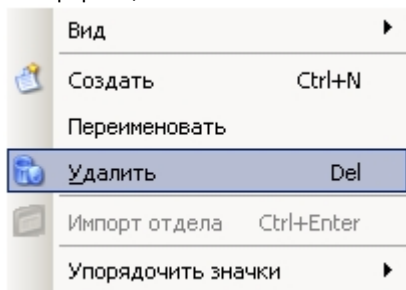 Вид
Создать Ctrl+N
Переименовать
Удалить Del
Импорт отдела Ctrl+Enter
Упорядочить значки